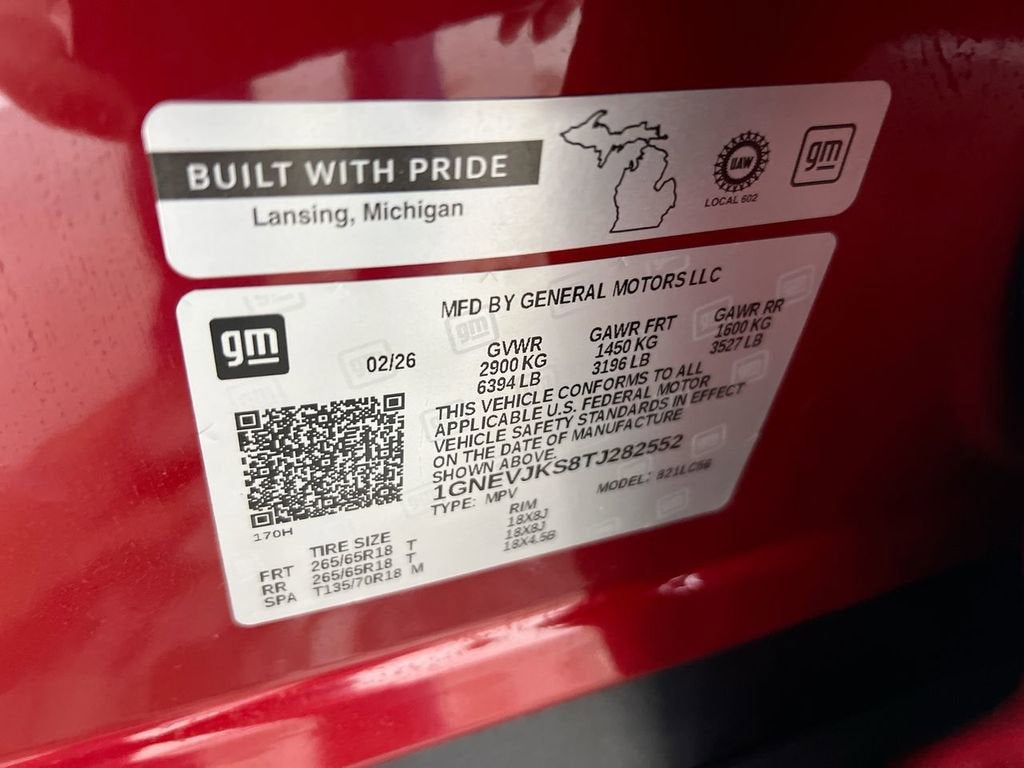 BUILT WITH PRIDE
Lansing, Michigan
UAW
LOCAL 602
gm
gm
MFD BY GENERAL MOTORS LLC
02/26
GVWR GAWR FRT GAWR RR
2900 KG 1450 KG 1600 KG
6394 LB 3196 LB 3527 LB
THIS VEHICLE CONFORMS TO ALL
APPLICABLE U.S. FEDERAL MOTOR
VEHICLE SAFETY STANDARDS IN EFFECT
ON THE DATE OF MANUFACTURE
SHOWN ABOVE.
1GNEVJKS8TJ282552
TYPE: MPV MODEL: 821LC56
170H
TIRE SIZE RIM
FRT 265/65R18 T 18X8J
RR 265/65R18 T 18X8J
SPA T135/70R18 M 18X4.5B